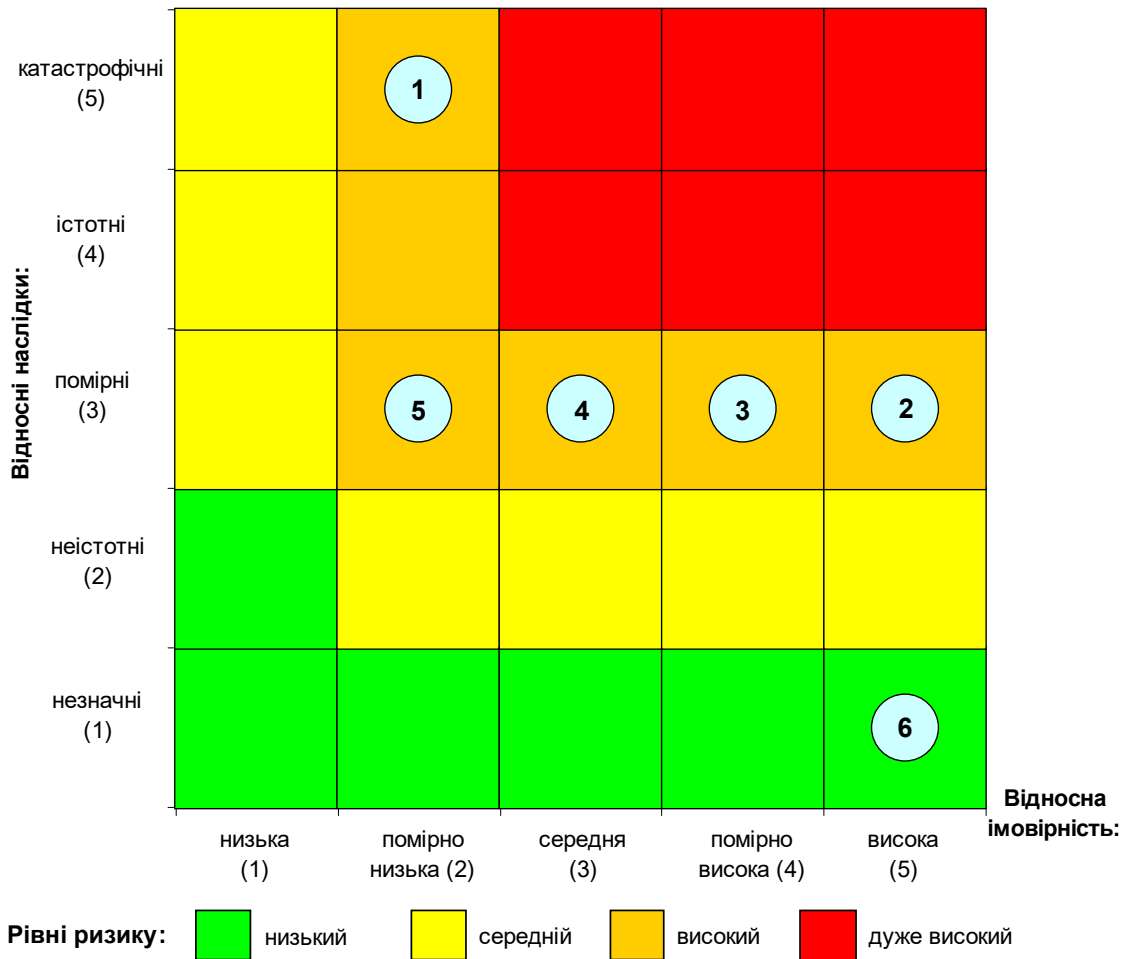 Відносні наслідки:
катастрофічні
(5)
1
істотні
(4)
помірні
(3)
5
4
3
2
неістотні
(2)
незначні
(1)
6
Відносна
імовірність:
низька
(1)
помірно
низька (2)
середня
(3)
помірно
висока (4)
висока
(5)
Рівні ризику:
низький
середній
високий
дуже високий